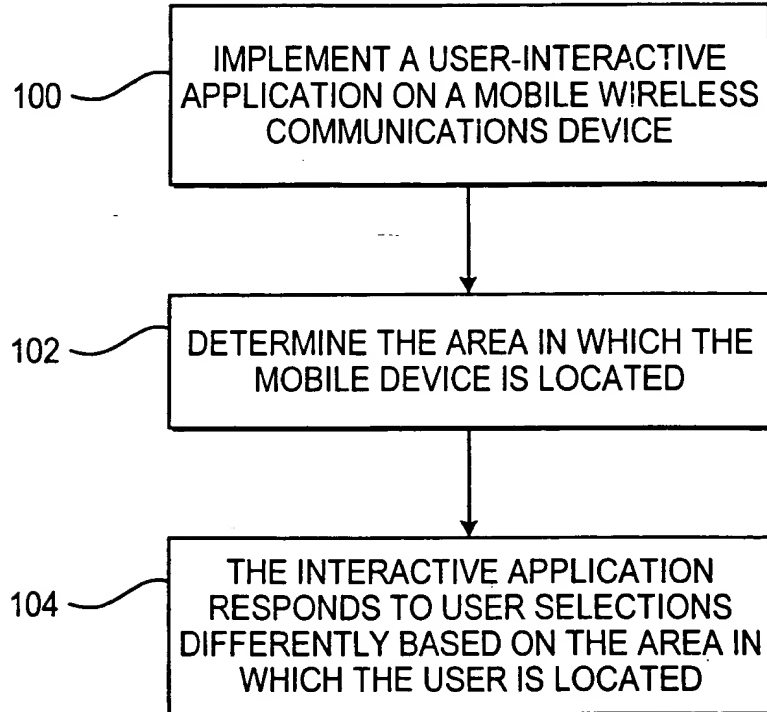 100
IMPLEMENT A USER-INTERACTIVE
APPLICATION ON A MOBILE WIRELESS
COMMUNICATIONS DEVICE
102
DETERMINE THE AREA IN WHICH THE
MOBILE DEVICE IS LOCATED
104
THE INTERACTIVE APPLICATION
RESPONDS TO USER SELECTIONS
DIFFERENTLY BASED ON THE AREA IN
WHICH THE USER IS LOCATED